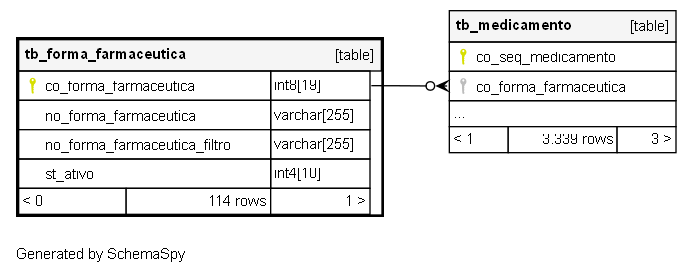 tb_forma_farmaceutica [table]
co_forma_farmaceutica int8[19]
no_forma_farmaceutica varchar[255]
no_forma_farmaceutica_filtro varchar[255]
st_ativo int4[10]
< 0 114 rows 1 >
tb_medicamento [table]
co_seq_medicamento
co_forma_farmaceutica
...
< 1 3.339 rows 3 >
Generated by SchemaSpy